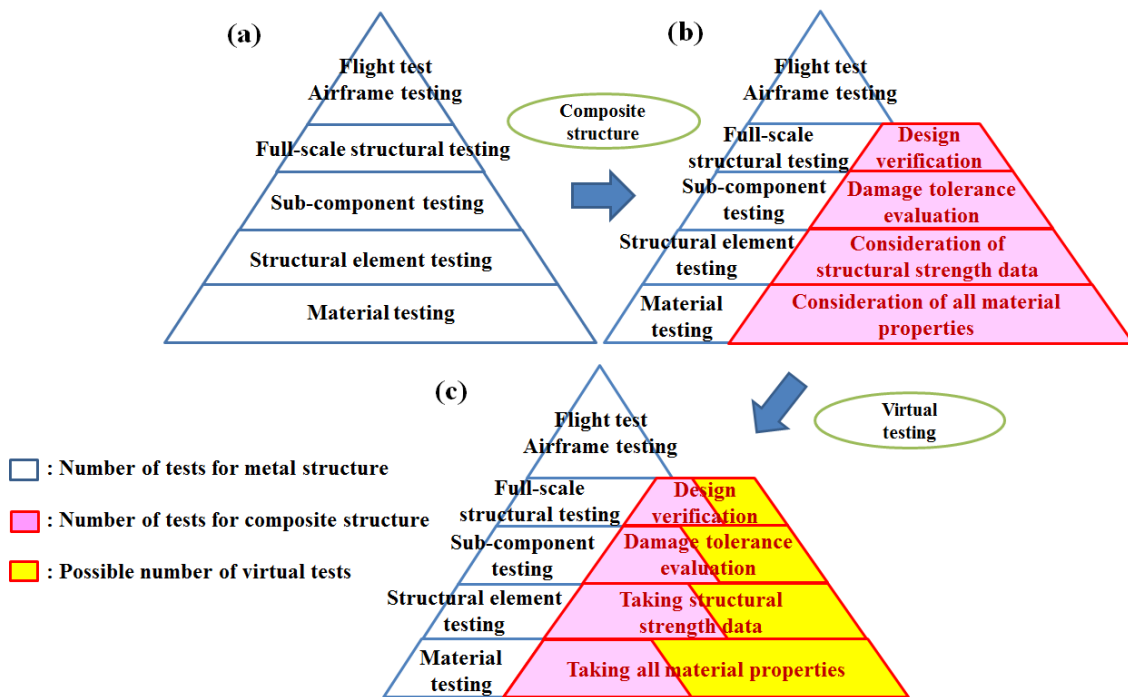 (a)
Flight test
Airframe testing
Full-scale structural testing
Sub-component testing
Structural element testing
Material testing
Composite
structure
(b)
Flight test
Airframe testing
Full-scale
structural testing
Design
verification
Sub-component
testing
Damage tolerance
evaluation
Structural element
testing
Consideration of
structural strength data
Material
testing
Consideration of all material
properties
Virtual
testing
(c)
Flight test
Airframe testing
Full-scale
structural testing
Design
verification
Sub-component
testing
Damage tolerance
evaluation
Structural element
testing
Taking structural
strength data
Material
testing
Taking all material properties
: Number of tests for metal structure
: Number of tests for composite structure
: Possible number of virtual tests